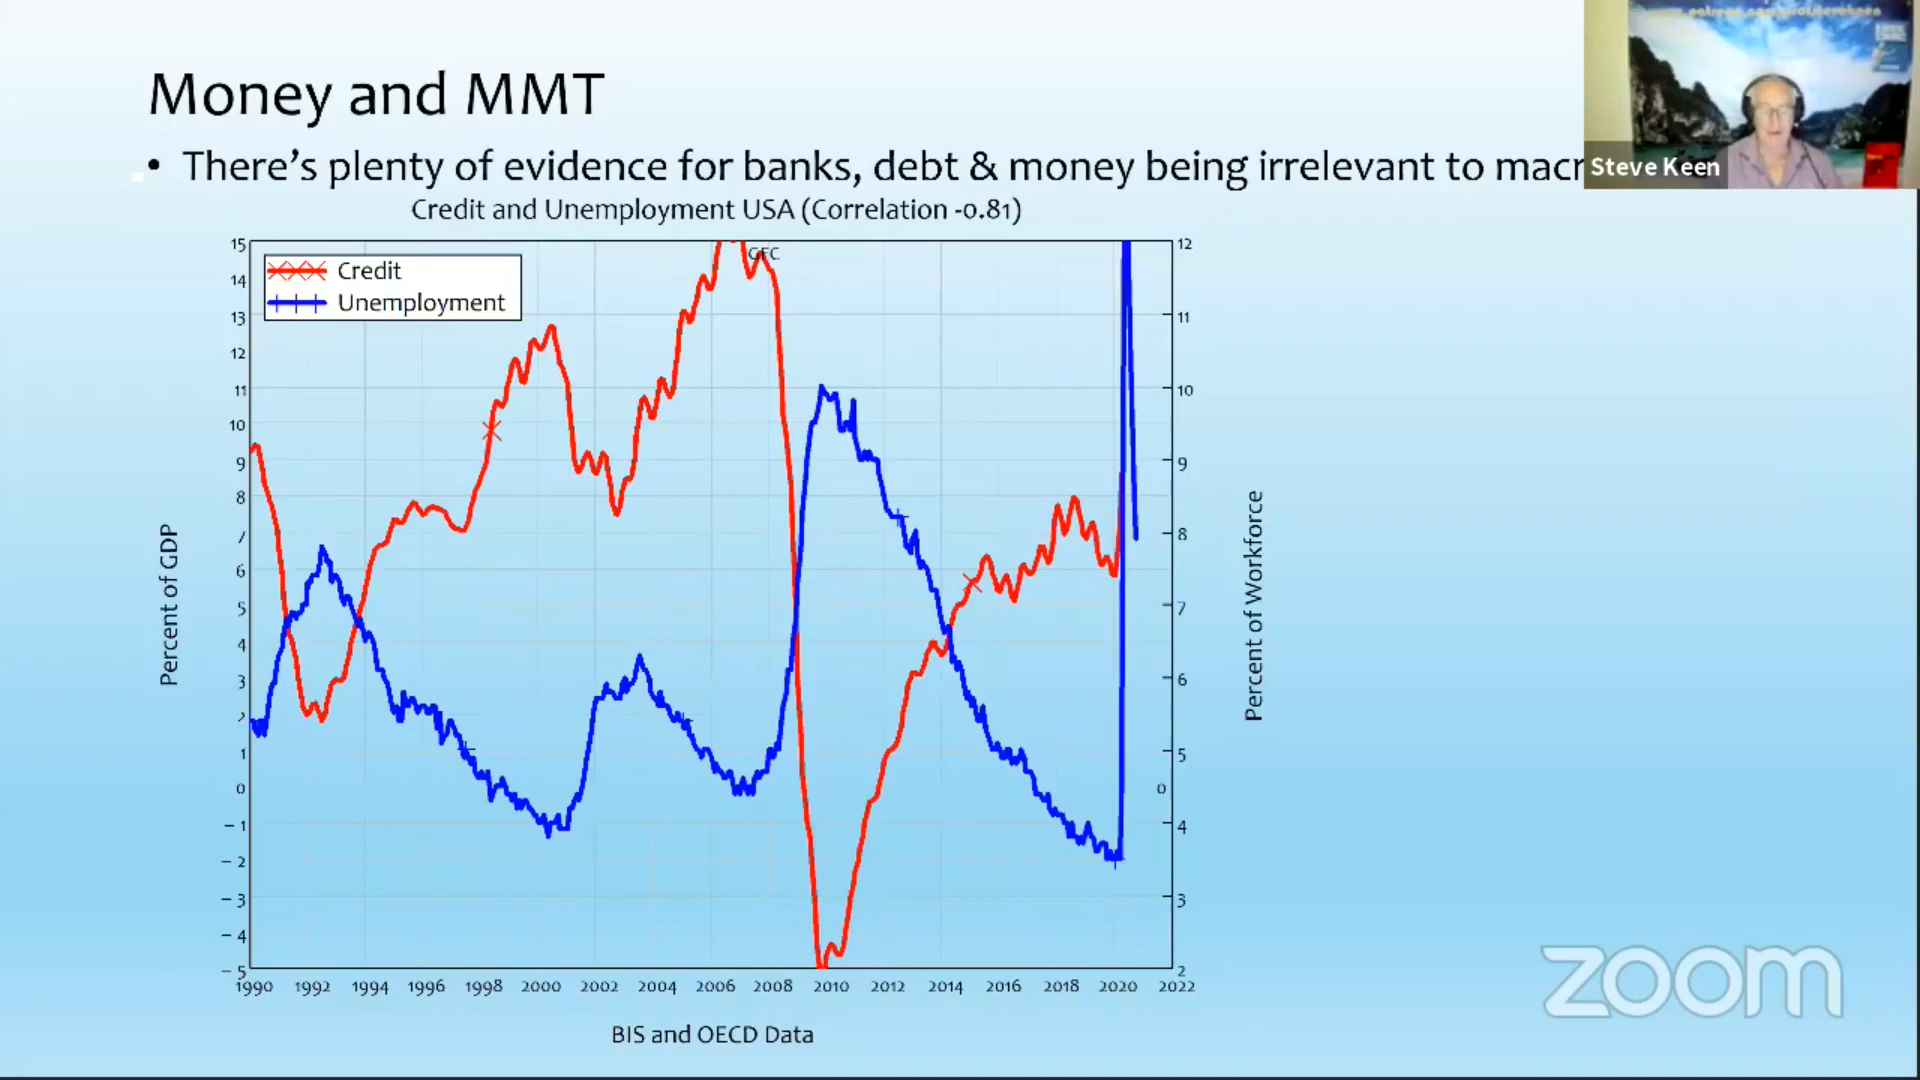 Money and MMT
• There's plenty of evidence for banks, debt & money being irrelevant to macr
Steve Keen
Credit and Unemployment USA (Correlation -0.81)
GFC
Credit
Unemployment
15
14
13
12
11
10
9
8
7
6
5
4
3
2
1
0
-1
-2
-3
-4
-5
Percent of GDP
12
11
10
9
8
7
6
5
0
4
3
2
Percent of Workforce
1990 1992 1994 1996 1998 2000 2002 2004 2006 2008 2010 2012 2014 2016 2018 2020 2022
BIS and OECD Data
zoom